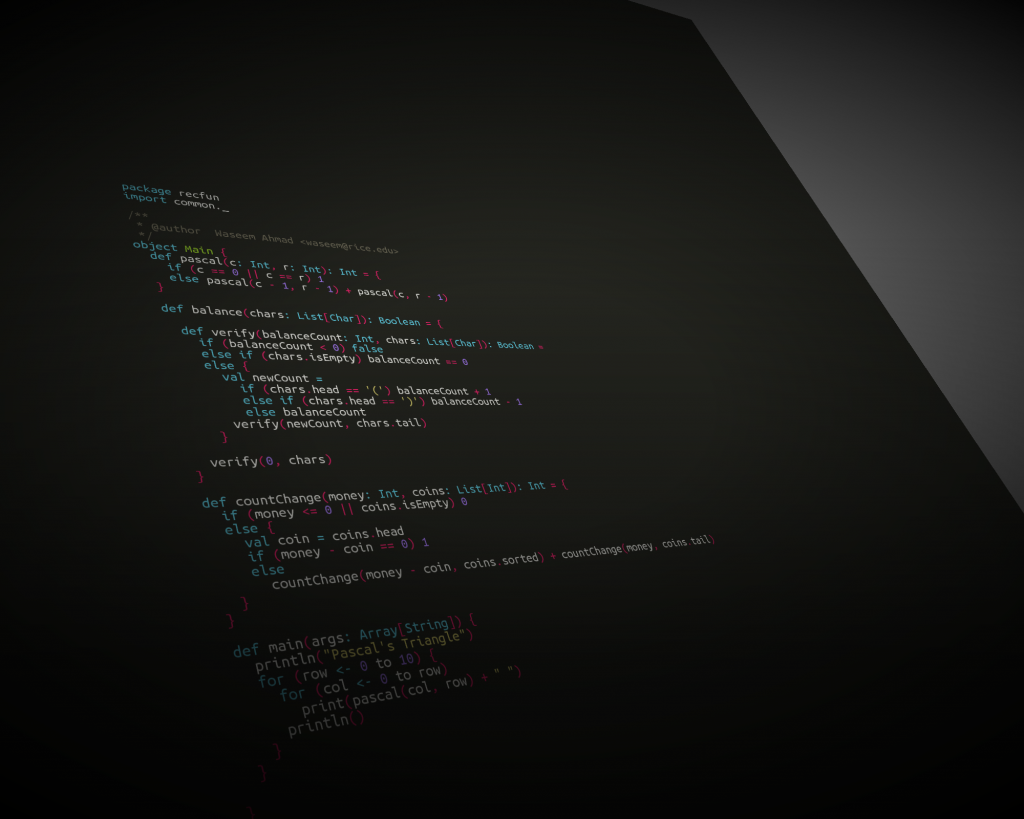 package recfun
import common._
/**
 * @author  Waseem Ahmad <waseem@rice.edu>
 */
object Main {
  def pascal(c: Int, r: Int): Int = {
    if (c == 0 || c == r) 1
    else pascal(c - 1, r - 1) + pascal(c, r - 1)
  }
  def balance(chars: List[Char]): Boolean = {
    def verify(balanceCount: Int, chars: List[Char]): Boolean =
      if (balanceCount < 0) false
      else if (chars.isEmpty) balanceCount == 0
      else {
        val newCount =
          if (chars.head == '(') balanceCount + 1
          else if (chars.head == ')') balanceCount - 1
          else balanceCount
        verify(newCount, chars.tail)
      }
    verify(0, chars)
  }
  def countChange(money: Int, coins: List[Int]): Int = {
    if (money <= 0 || coins.isEmpty) 0
    else {
      val coin = coins.head
      if (money - coin == 0) 1
      else
        countChange(money - coin, coins.sorted) + countChange(money, coins.tail)
    }
  }
  def main(args: Array[String]) {
    println("Pascal's Triangle")
    for (row <- 0 to 10) {
      for (col <- 0 to row)
        print(pascal(col, row) + " ")
      println()
    }
  }
}